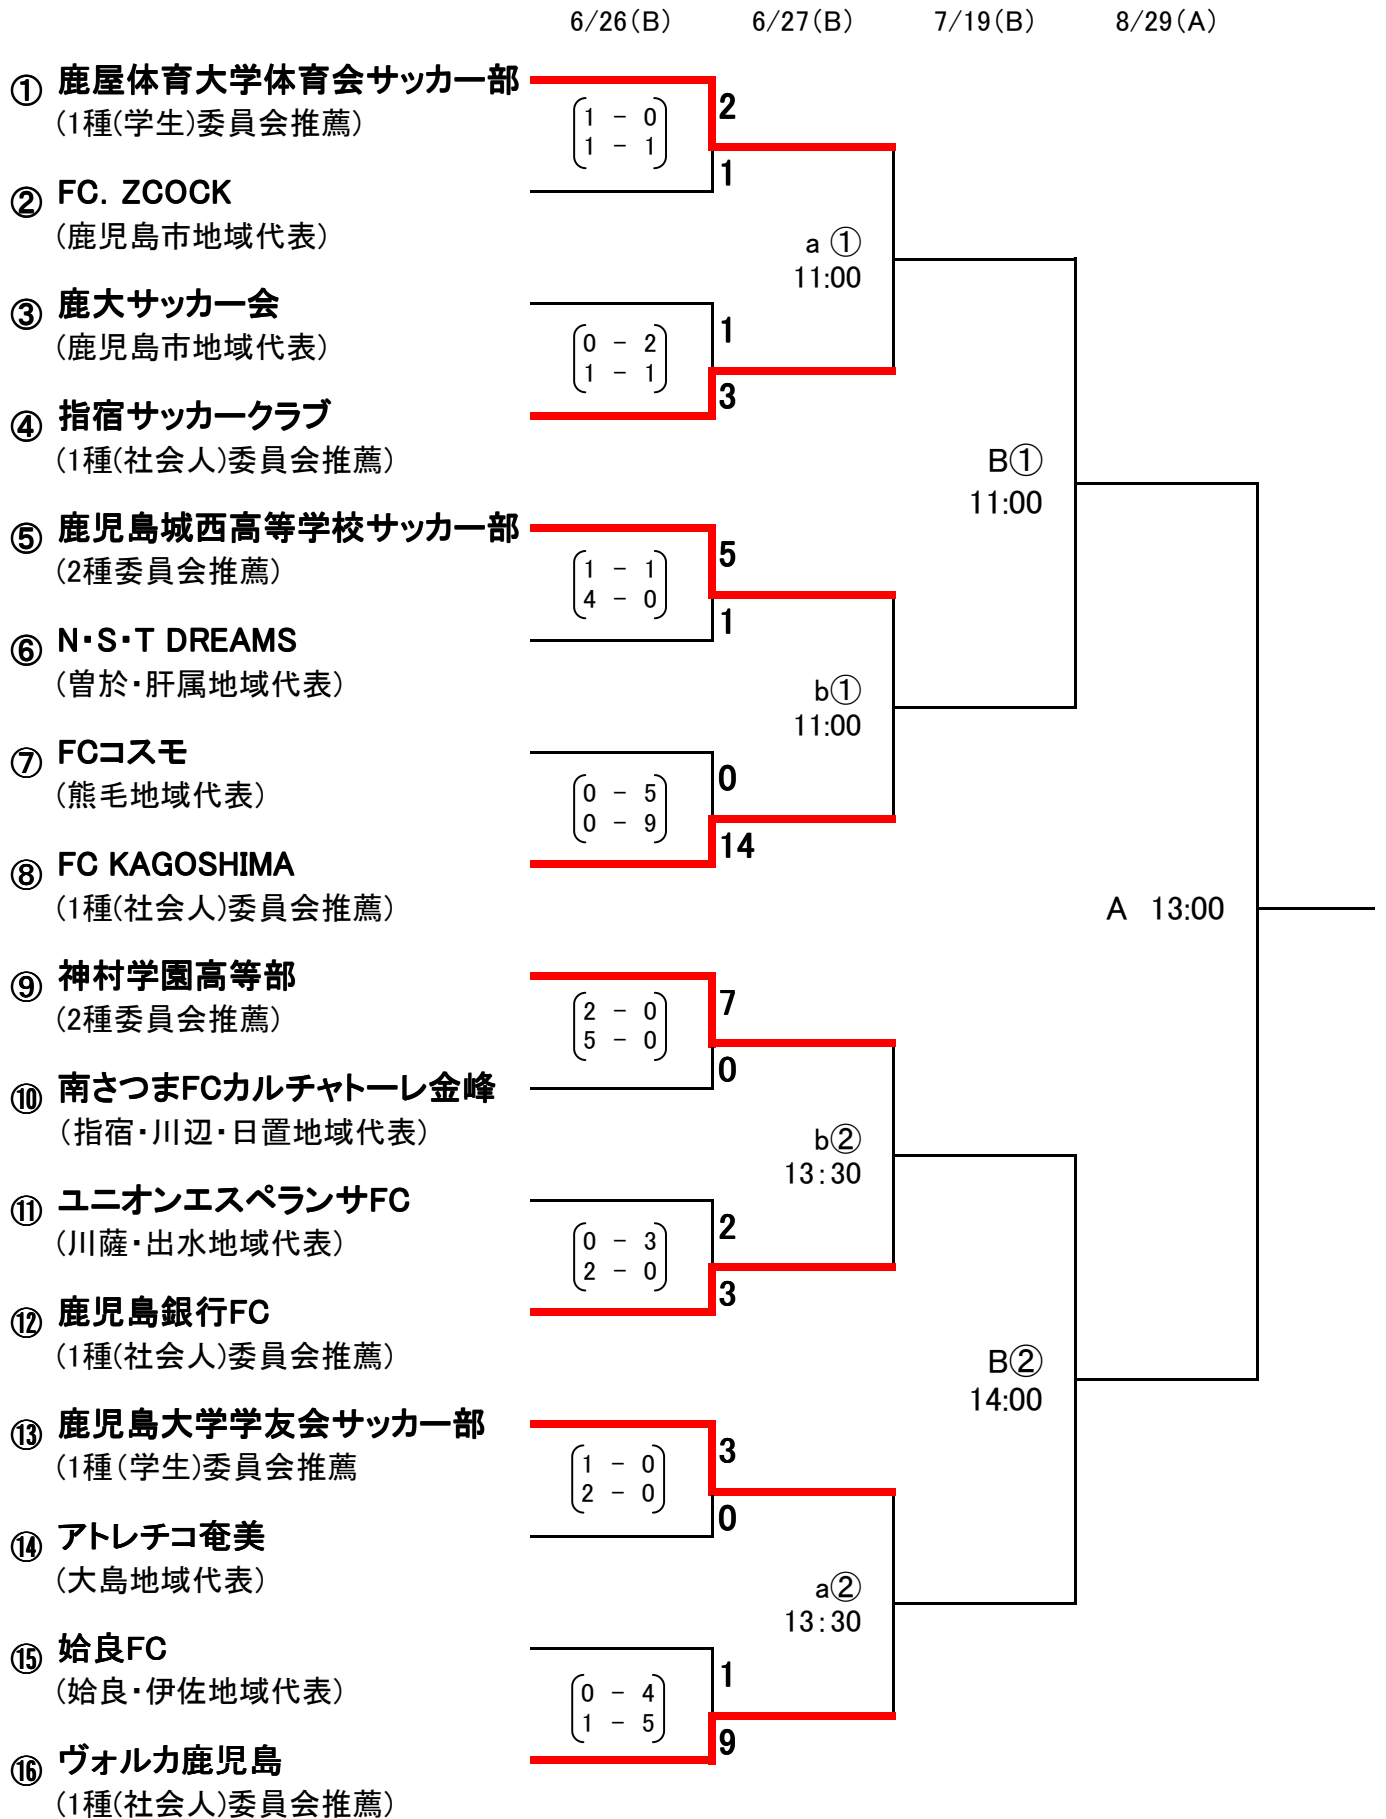 6/26(B) 6/27(B) 7/19(B) 8/29(A)
① 鹿屋体育大学体育会サッカー部
(1種(学生)委員会推薦)
1 - 0
1 - 1
2
1
② FC. ZCOCK
(鹿児島市地域代表)
a ①
11:00
③ 鹿大サッカー会
(鹿児島市地域代表)
0 - 2
1 - 1
1
3
④ 指宿サッカークラブ
(1種(社会人)委員会推薦)
B①
11:00
⑤ 鹿児島城西高等学校サッカー部
(2種委員会推薦)
1 - 1
4 - 0
5
1
⑥ N・S・T DREAMS
(曽於・肝属地域代表)
b①
11:00
⑦ FCコスモ
(熊毛地域代表)
0 - 5
0 - 9
0
14
⑧ FC KAGOSHIMA
(1種(社会人)委員会推薦)
A 13:00
⑨ 神村学園高等部
(2種委員会推薦)
2 - 0
5 - 0
7
0
⑩ 南さつまFCカルチャトーレ金峰
(指宿・川辺・日置地域代表)
b②
13:30
⑪ ユニオンエスペランサFC
(川薩・出水地域代表)
0 - 3
2 - 0
2
3
⑫ 鹿児島銀行FC
(1種(社会人)委員会推薦)
B②
14:00
⑬ 鹿児島大学学友会サッカー部
(1種(学生)委員会推薦
1 - 0
2 - 0
3
0
⑭ アトレチコ奄美
(大島地域代表)
a②
13:30
⑮ 姶良FC
(姶良・伊佐地域代表)
0 - 4
1 - 5
1
9
⑯ ヴォルカ鹿児島
(1種(社会人)委員会推薦)